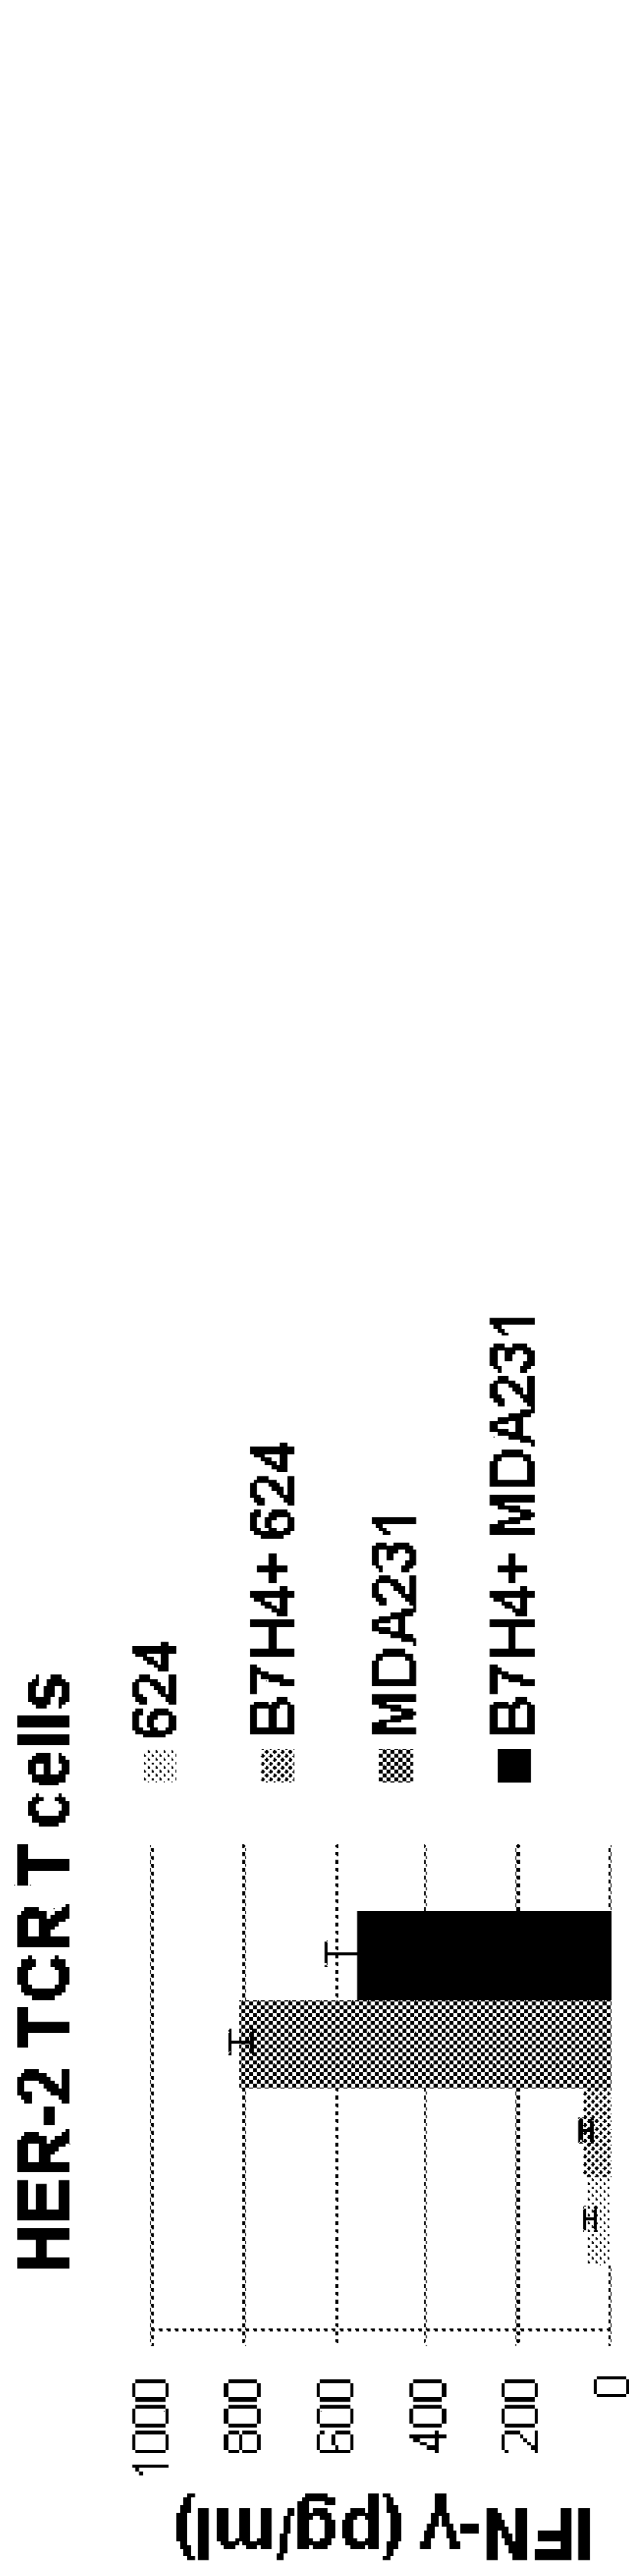 HER-2 TCR T cells
IFN-γ (pg/ml)
1000
800
600
400
200
0
624
B7H4+ 624
MDA231
B7H4+ MDA231